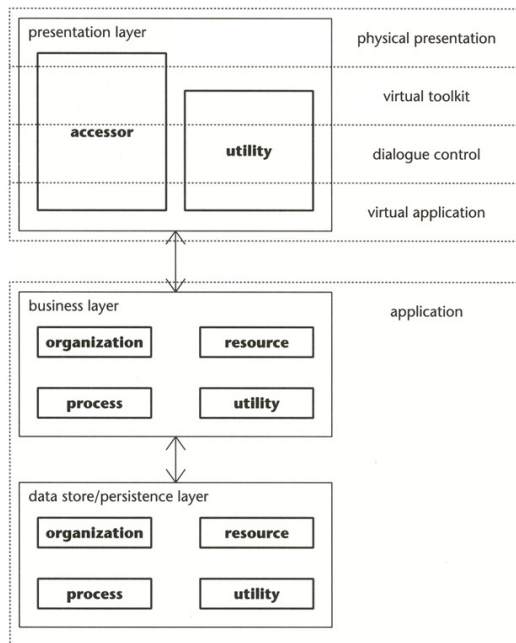 presentation layer
physical presentation
virtual toolkit
accessor
utility
dialogue control
virtual application
business layer
application
organization
resource
process
utility
data store/persistence layer
organization
resource
process
utility